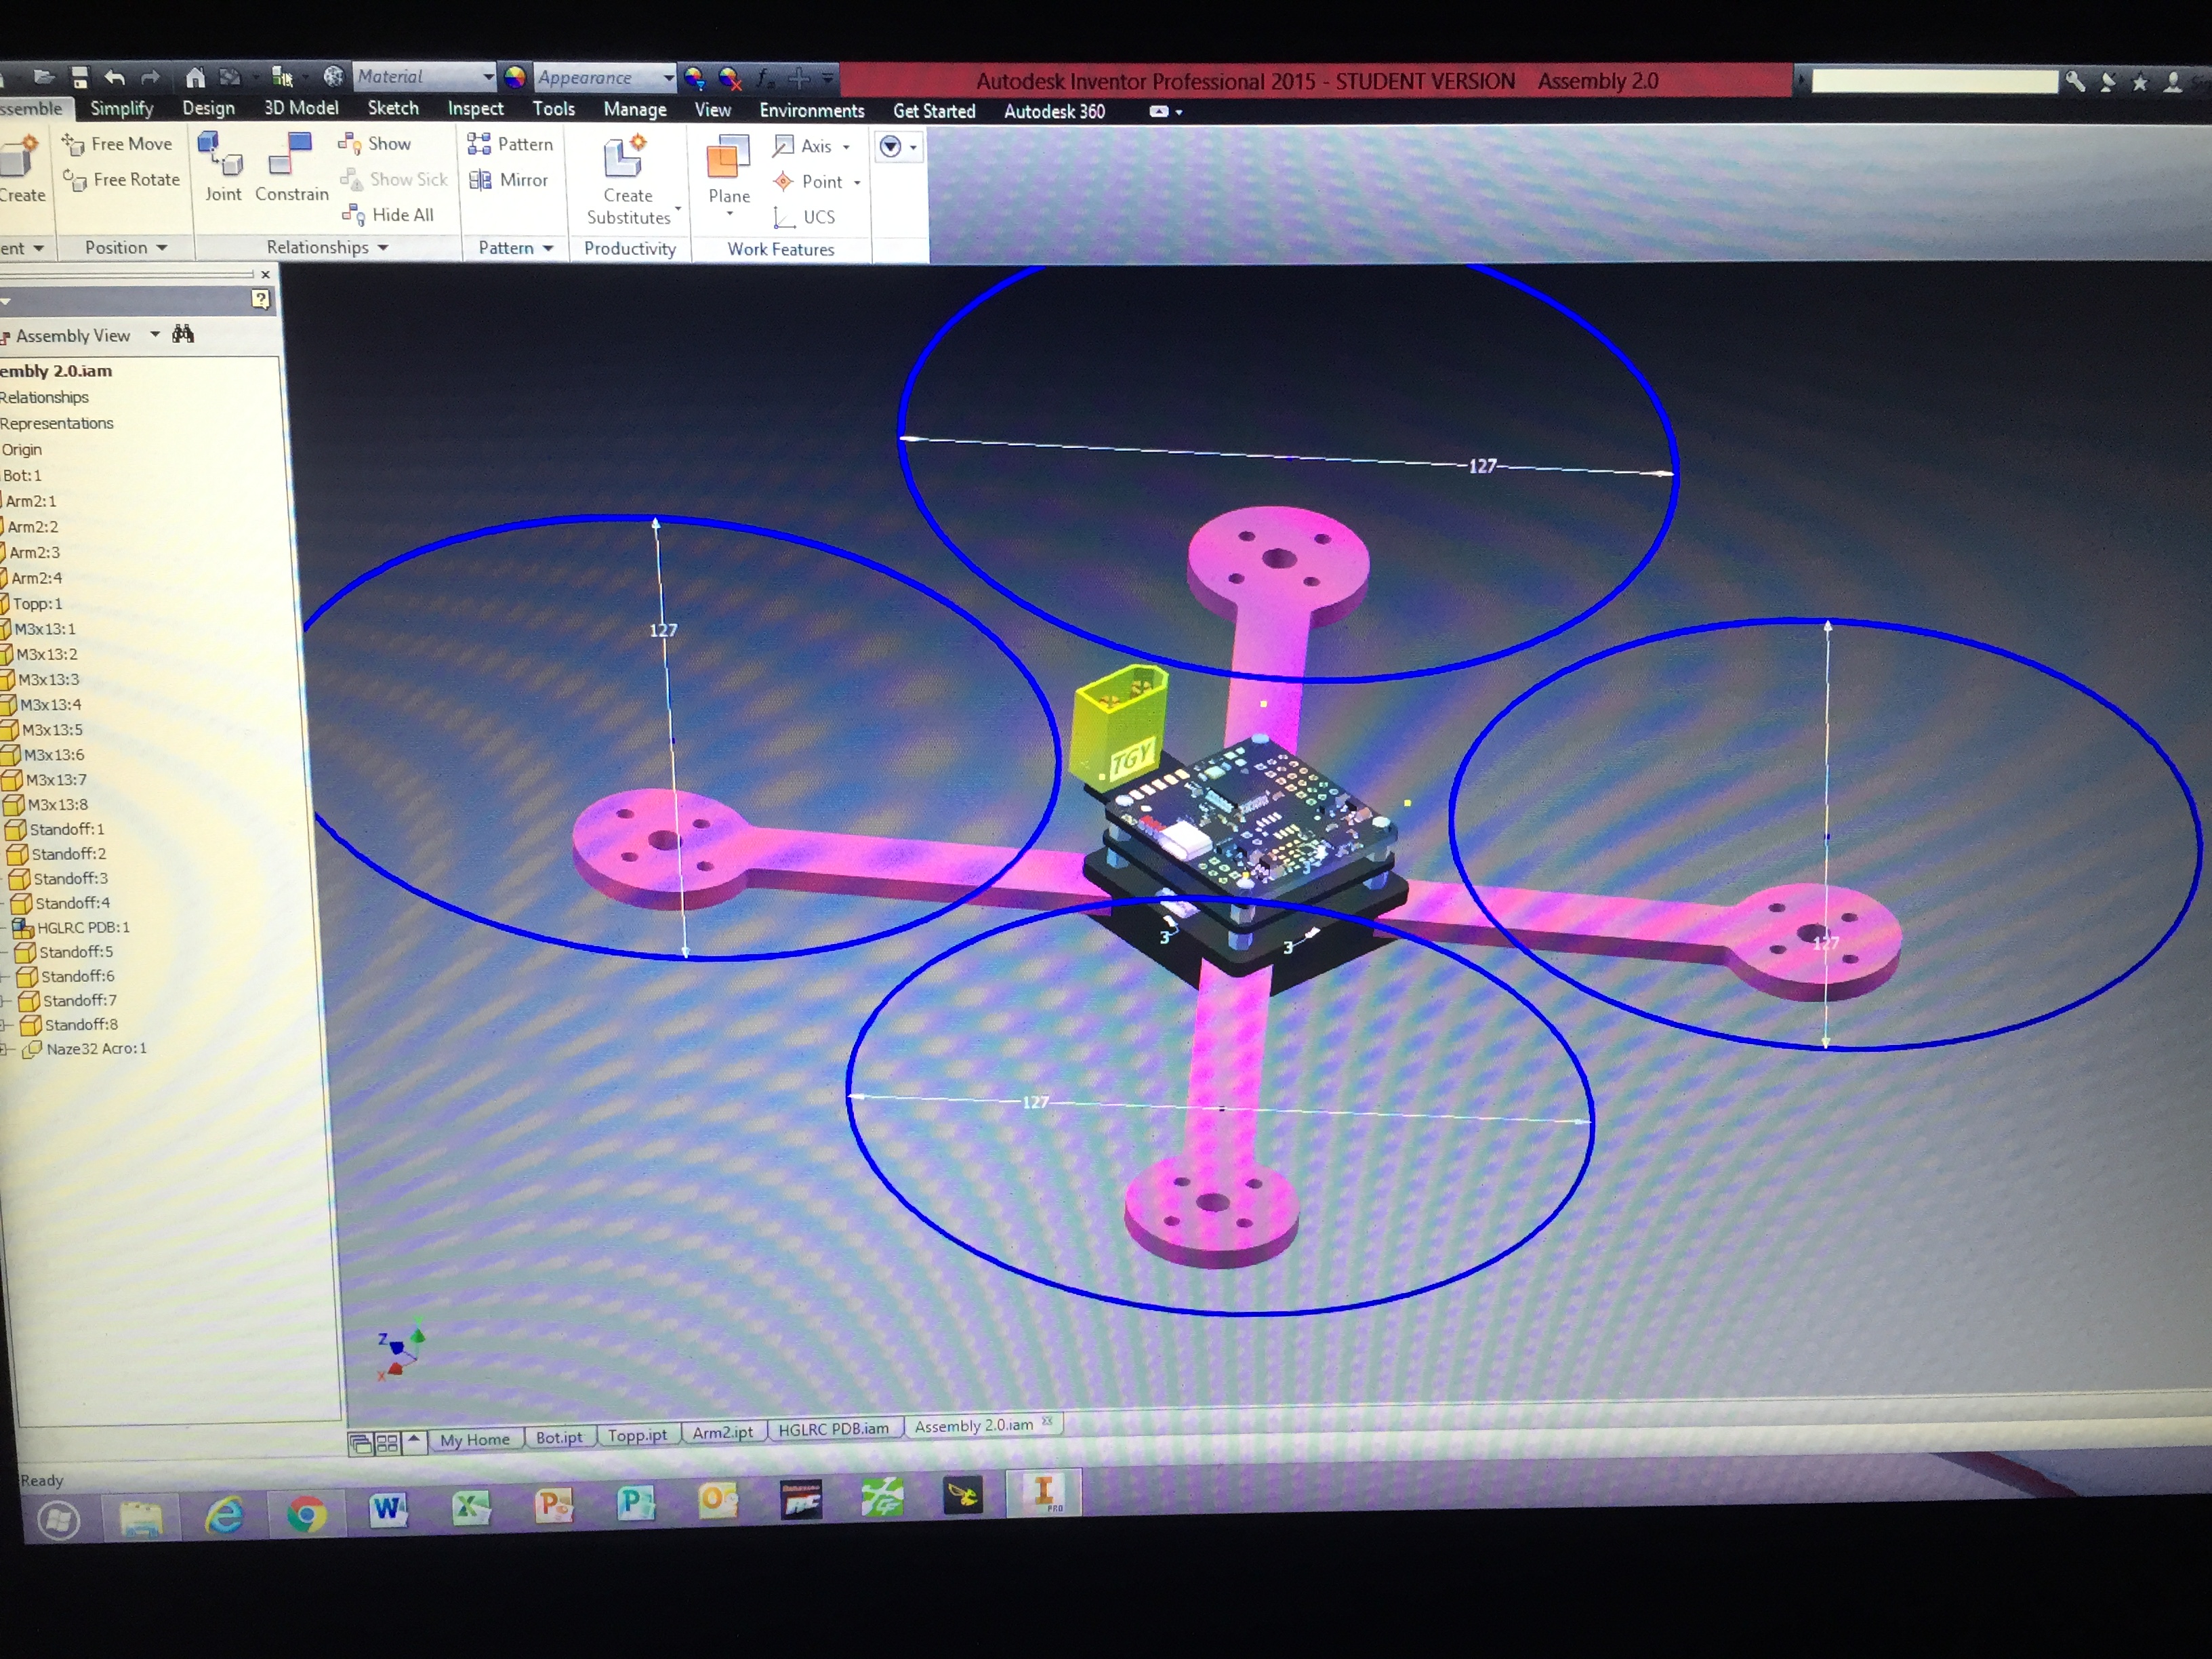 Material
Appearance
Autodesk Inventor Professional 2015 - STUDENT VERSION Assembly 2.0
ssemble Simplify Design 3D Model Sketch Inspect Tools Manage View Environments Get Started Autodesk 360
Create
Free Move
Free Rotate
Joint
Constrain
Show
Show Sick
Hide All
Pattern
Mirror
Create
Substitutes
Plane
Axis
Point
UCS
ent Position Relationships Pattern Productivity Work Features
?
Assembly View
embly 2.0.iam
Relationships
Representations
Origin
Bot:1
Arm2:1
Arm2:2
Arm2:3
Arm2:4
Topp:1
M3x13:1
M3x13:2
M3x13:3
M3x13:4
M3x13:5
M3x13:6
M3x13:7
M3x13:8
Standoff:1
Standoff:2
Standoff:3
Standoff:4
HGLRC PDB:1
Standoff:5
Standoff:6
Standoff:7
Standoff:8
Naze32 Acro:1
127
127
TGY
127
3
3
127
Z
X
My Home Bot.ipt Topp.ipt Arm2.ipt HGLRC PDB.iam Assembly 2.0.iam
Ready
PRO